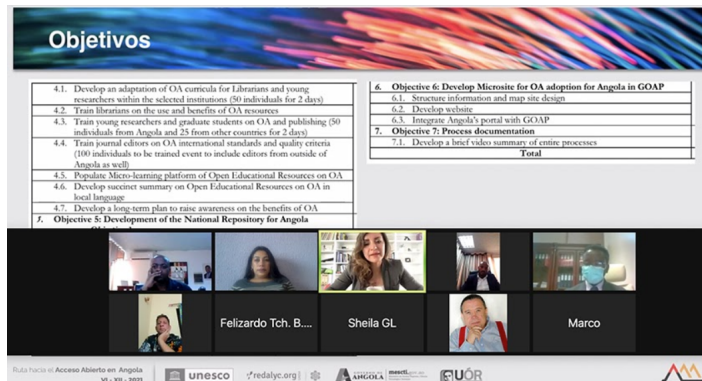 Objetivos
4.1. Develop an adaptation of OA curricula for Librarians and young
researchers within the selected institutions (50 individuals for 2 days)
4.2. Train librarians on the use and benefits of OA resources
4.3. Train young researchers and graduate students on OA and publishing (50
individuals from Angola and 25 from other countries for 2 days)
4.4. Train journal editors on OA international standards and quality criteria
(100 individuals to be trained event to include editors from outside of
Angola as well)
4.5. Populate Micro-learning platform of Open Educational Resources on OA
4.6. Develop succinct summary on Open Educational Resources on OA in
local language
4.7. Develop a long-term plan to raise awareness on the benefits of OA
5. Objective 5: Development of the National Repository for Angola
6. Objective 6: Develop Microsite for OA adoption for Angola in GOAP
6.1. Structure information and map site design
6.2. Develop website
6.3. Integrate Angola's portal with GOAP
7. Objective 7: Process documentation
7.1. Develop a brief video summary of entire processes
Total
Felizardo Tch. B....
Sheila GL
Marco
Ruta hacia el Acceso Abierto en Angola
VI - XII - 2021
unesco
redalyc.org
ANGOLA
mescti.gov.ao
UÓR